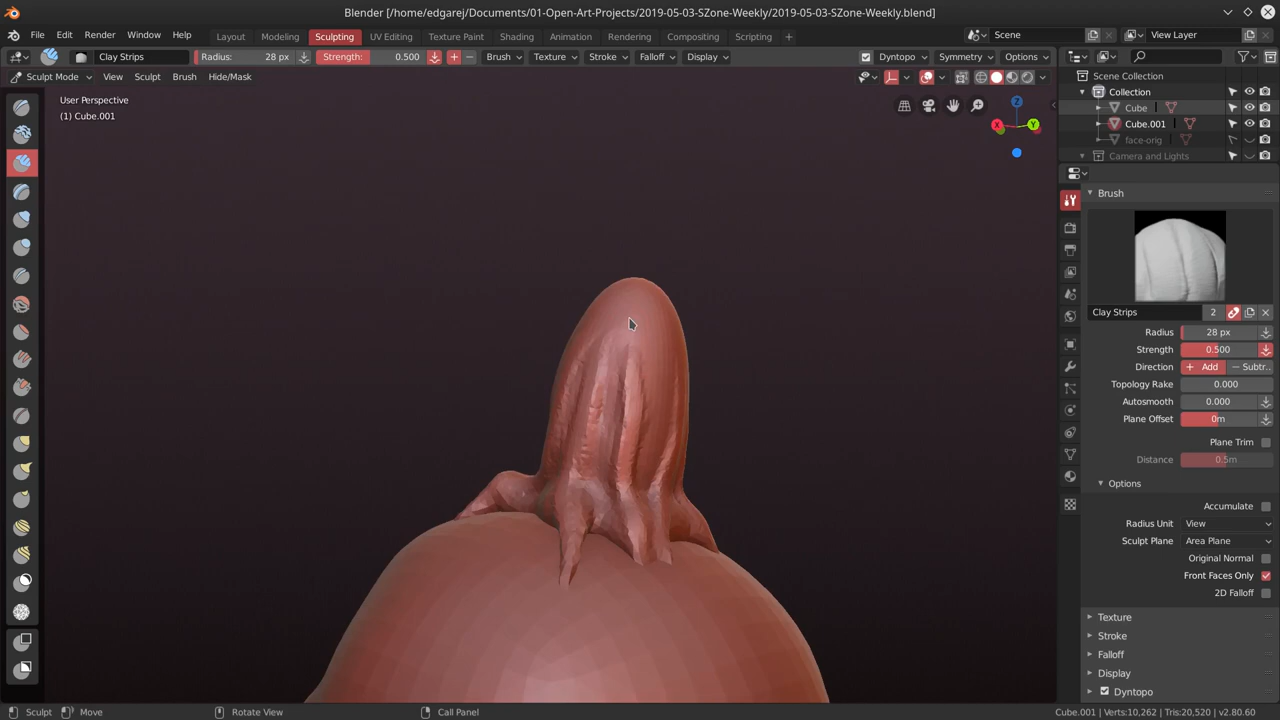 Blender [/home/edgarej/Documents/01-Open-Art-Projects/2019-05-03-SZone-Weekly/2019-05-03-SZone-Weekly.blend]
File Edit Render Window Help Layout Modeling Sculpting UV Editing Texture Paint Shading Animation Rendering Compositing Scripting + Scene View Layer
Clay Strips Radius: 28 px Strength: 0.500 + − Brush Texture Stroke Falloff Display Dyntopo Symmetry Options
Sculpt Mode View Sculpt Brush Hide/Mask
Scene Collection
Collection
Cube
Cube.001
face-orig
Camera and Lights
User Perspective
(1) Cube.001
Z
X Y
Brush
Clay Strips 2
Radius 28 px
Strength 0.500
Direction + Add − Subtr..
Topology Rake 0.000
Autosmooth 0.000
Plane Offset 0m
Plane Trim
Distance 0.5m
Options
Accumulate
Radius Unit View
Sculpt Plane Area Plane
Original Normal
Front Faces Only
2D Falloff
Texture
Stroke
Falloff
Display
Dyntopo
Sculpt Move Rotate View Call Panel Cube.001 | Verts:10,262 | Tris:20,520 | v2.80.60